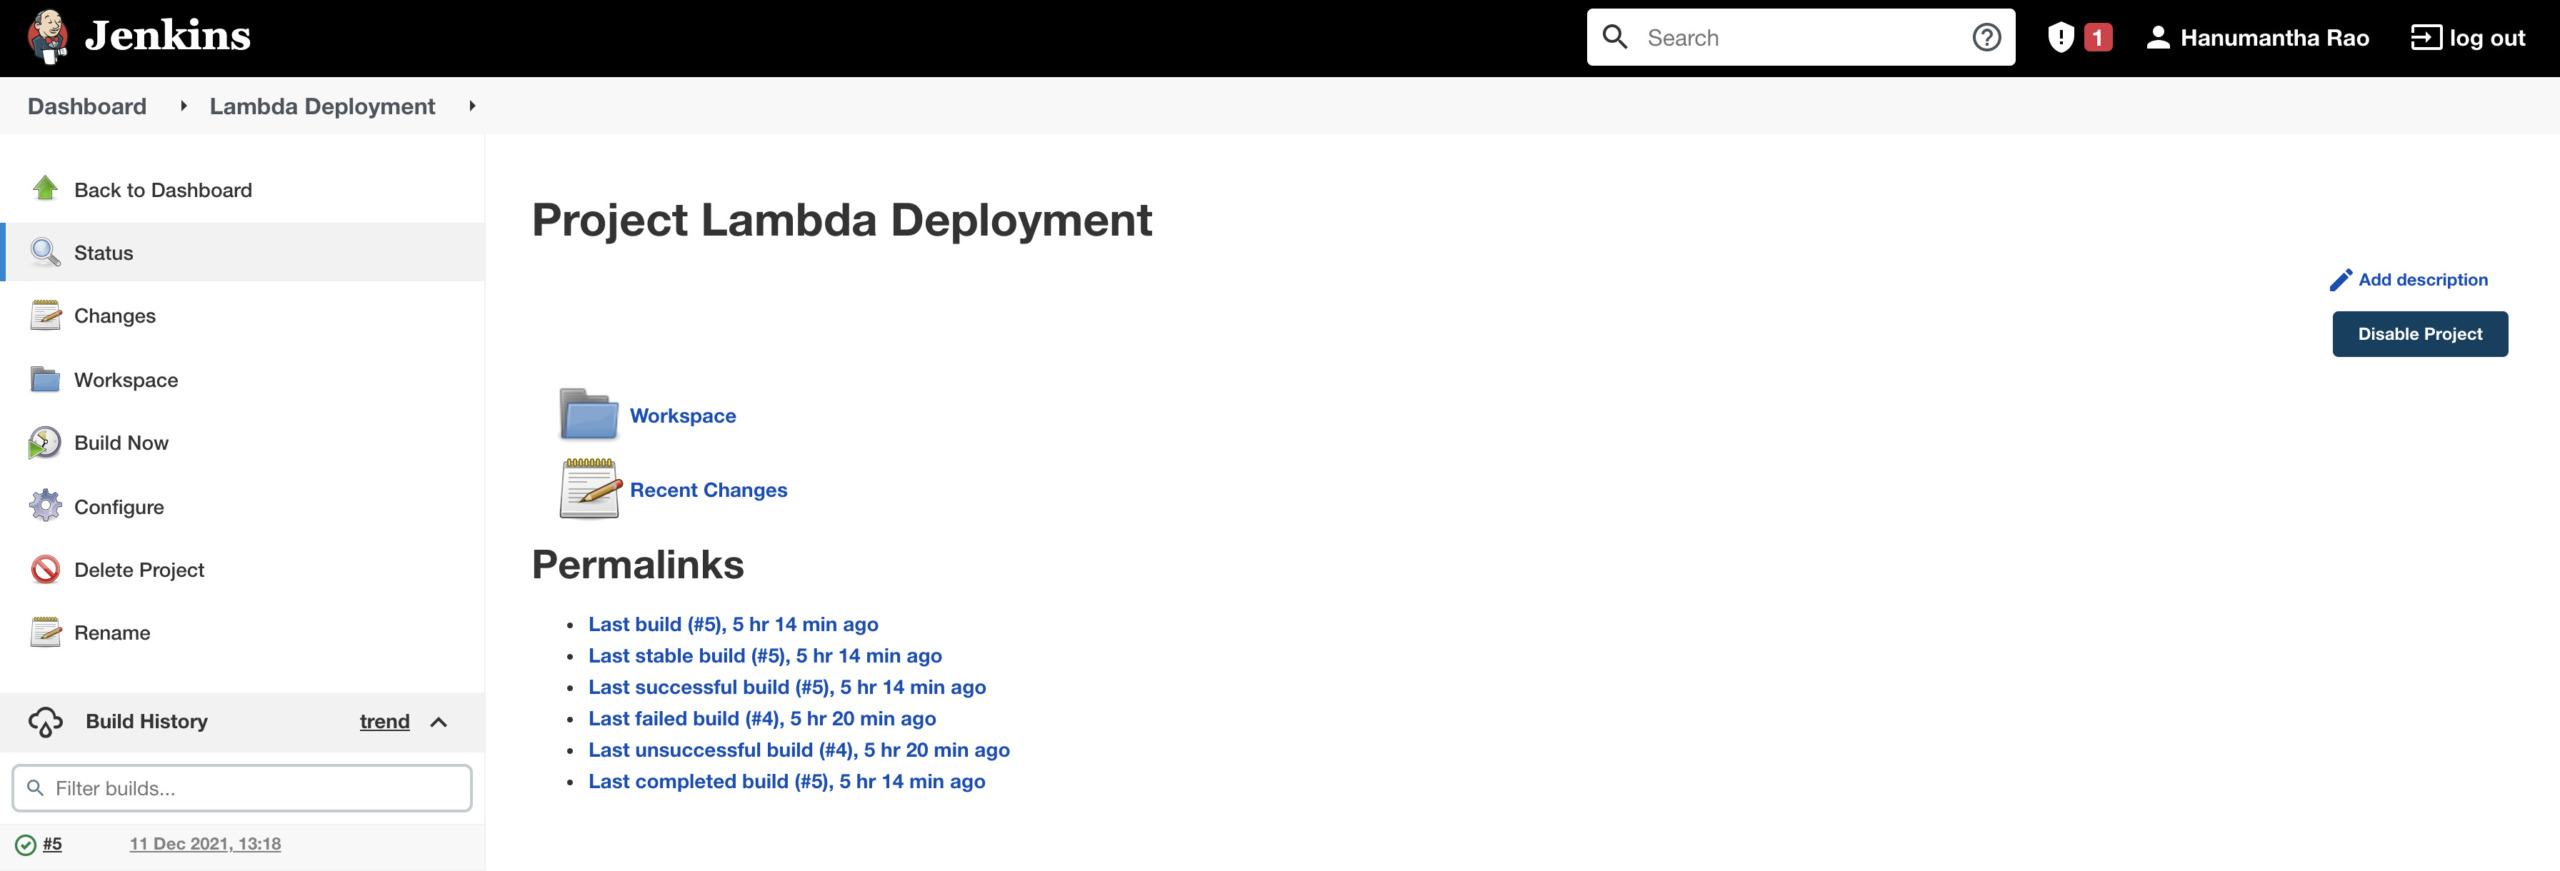 Jenkins
Search
1
Hanumantha Rao
log out
Dashboard
Lambda Deployment
Back to Dashboard
Status
Changes
Workspace
Build Now
Configure
Delete Project
Rename
Build History
trend
Filter builds...
#5
11 Dec 2021, 13:18
Project Lambda Deployment
Add description
Disable Project
Workspace
Recent Changes
Permalinks
Last build (#5), 5 hr 14 min ago
Last stable build (#5), 5 hr 14 min ago
Last successful build (#5), 5 hr 14 min ago
Last failed build (#4), 5 hr 20 min ago
Last unsuccessful build (#4), 5 hr 20 min ago
Last completed build (#5), 5 hr 14 min ago